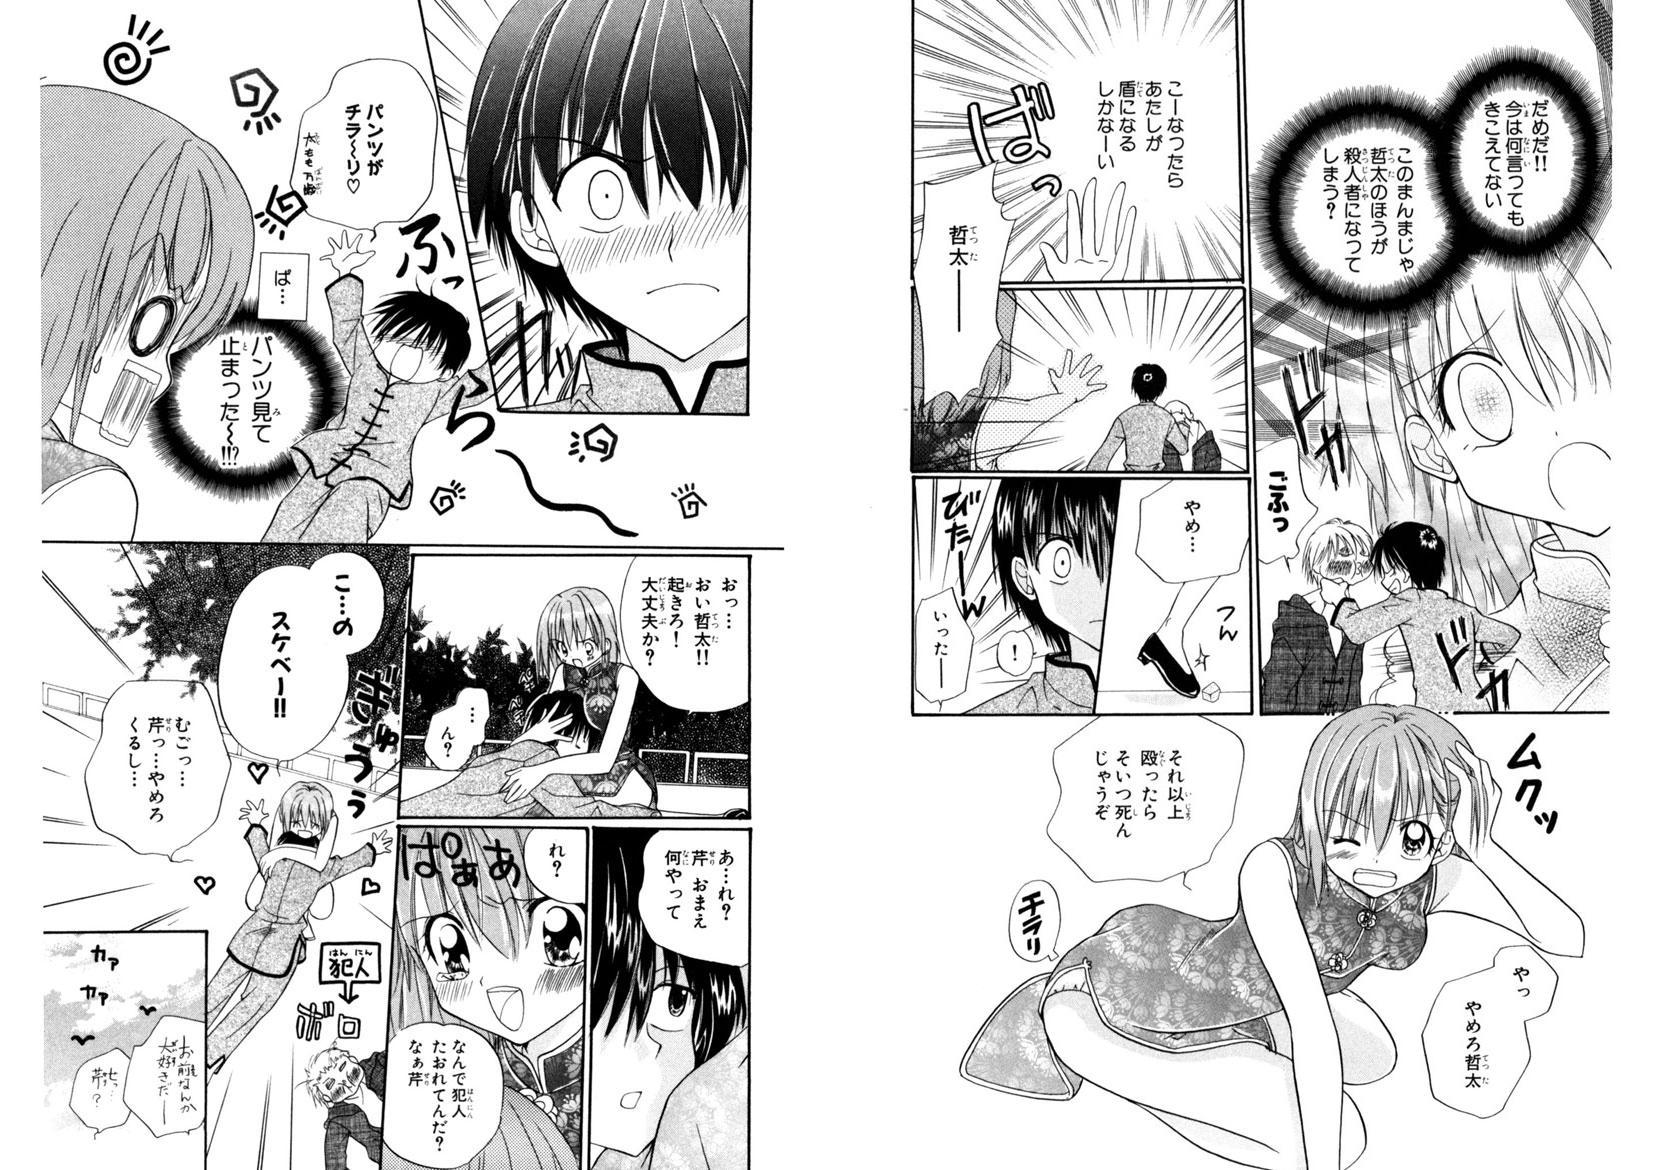 だめだ!!
今は何言っても
きこえてない
このまんまじゃ
哲太のほうが
殺人者になって
しまう?
ドカ
ごふっ
ドカ
こーなったら
あたしが
盾になる
しかなーい
ばっ
哲太──
やめ…
フん
びたーん
!
いったー
それ以上
殴ったら
そいつ死ん
じゃうぞ
ムクッ
チラリ
やっ
やめろ哲太
カァ
パンツが
チラ〜リ♡
ふっ
ぱ…
パンツ見て
止まった〜!!?
ら
おっ…
おい哲太!!
起きろ!
大丈夫か?
…
ん?
こ…の
スケベー!!
ぎゅうう
むごっ…
芹っ…やめろ
くるし…
あ…れ?
芹 おまえ
何やって
れ?
ぱあぁ
なんで犯人
たおれてんだ?
なぁ芹
犯人
ボロ
カァ
カァ
お前なんか
大好きだー
せっ…
芹?